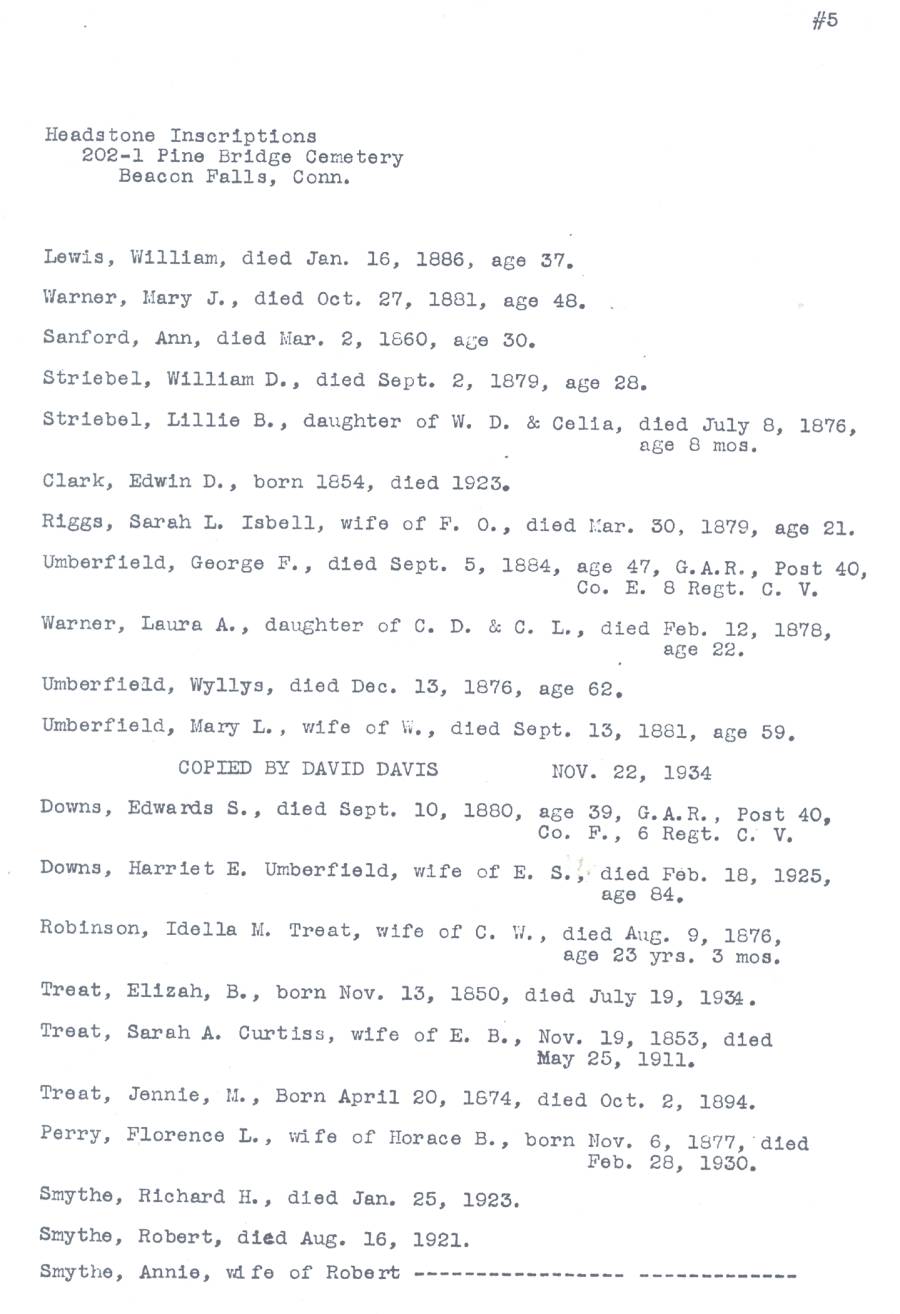 #5
Headstone Inscriptions
202-1 Pine Bridge Cemetery
Beacon Falls, Conn.
Lewis, William, died Jan. 16, 1886, age 37.
Warner, Mary J., died Oct. 27, 1881, age 48.
Sanford, Ann, died Mar. 2, 1860, age 30.
Striebel, William D., died Sept. 2, 1879, age 28.
Striebel, Lillie B., daughter of W. D. & Celia, died July 8, 1876,
age 8 mos.
Clark, Edwin D., born 1854, died 1923.
Riggs, Sarah L. Isbell, wife of F. O., died Mar. 30, 1879, age 21.
Umberfield, George F., died Sept. 5, 1884, age 47, G.A.R., Post 40,
Co. E. 8 Regt. C. V.
Warner, Laura A., daughter of C. D. & C. L., died Feb. 12, 1878,
age 22.
Umberfield, Wyllys, died Dec. 13, 1876, age 62.
Umberfield, Mary L., wife of W., died Sept. 13, 1881, age 59.
COPIED BY DAVID DAVIS NOV. 22, 1934
Downs, Edwards S., died Sept. 10, 1880, age 39, G.A.R., Post 40,
Co. F., 6 Regt. C. V.
Downs, Harriet E. Umberfield, wife of E. S., died Feb. 18, 1925,
age 84.
Robinson, Idella M. Treat, wife of C. W., died Aug. 9, 1876,
age 23 yrs. 3 mos.
Treat, Elizah, B., born Nov. 13, 1850, died July 19, 1934.
Treat, Sarah A. Curtiss, wife of E. B., Nov. 19, 1853, died
May 25, 1911.
Treat, Jennie, M., Born April 20, 1874, died Oct. 2, 1894.
Perry, Florence L., wife of Horace B., born Nov. 6, 1877, died
Feb. 28, 1930.
Smythe, Richard H., died Jan. 25, 1923.
Smythe, Robert, died Aug. 16, 1921.
Smythe, Annie, wife of Robert ----------------- -------------